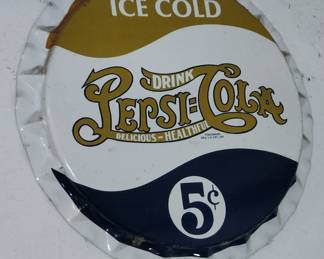 ICE COLD
DRINK
PEPSI=COLA
DELICIOUS-HEALTHFUL
5¢